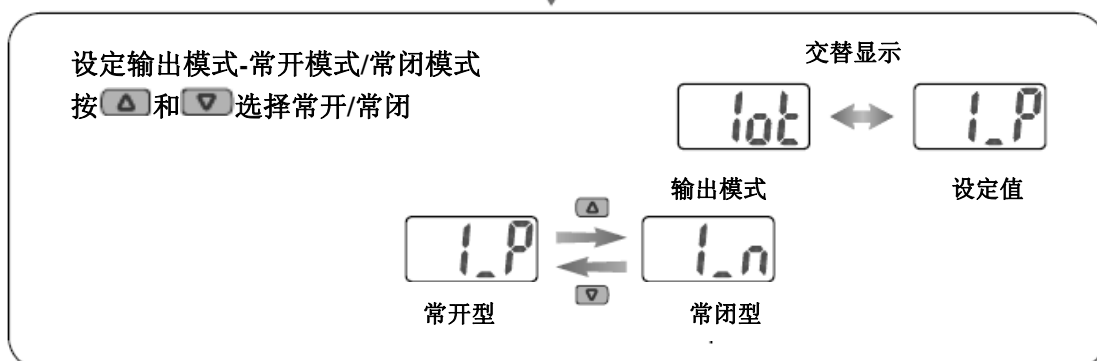 设定输出模式-常开模式/常闭模式
按和选择常开/常闭
交替显示
1ot 1_P
输出模式 设定值
1_P 1_n
常开型 常闭型